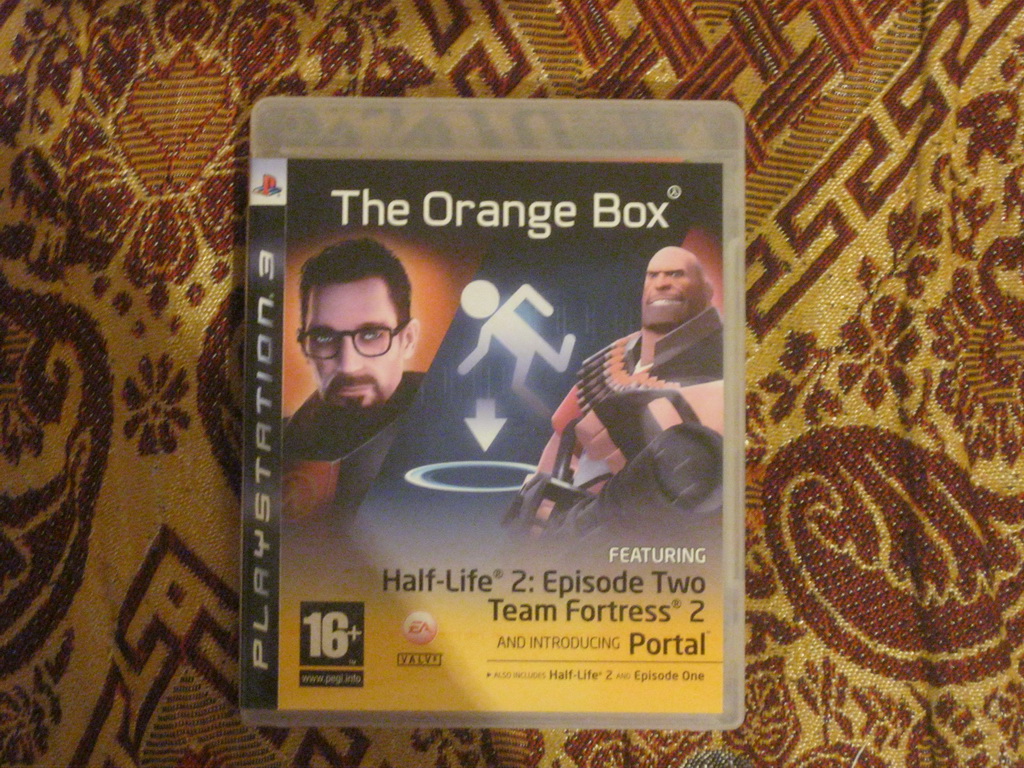 The Orange Box
PLAYSTATION 3
FEATURING
Half-Life® 2: Episode Two
Team Fortress® 2
AND INTRODUCING Portal™
ALSO INCLUDES Half-Life® 2 AND Episode One
16+
www.pegi.info
EA
VALVE